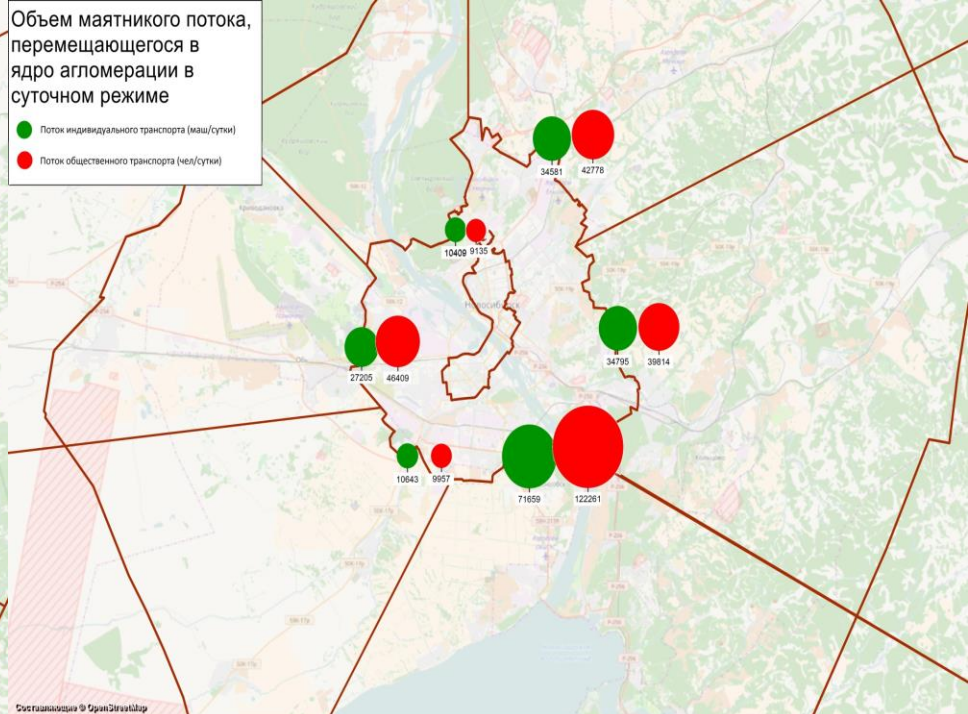 Объем маятникого потока,
перемещающегося в
ядро агломерации в
суточном режиме
Поток индивидуального транспорта (маш/сутки)
Поток общественного транспорта (чел/сутки)
34581
42778
10409
9135
Новосибирск
27205
46409
34795
39814
10643
9957
71659
122261
Составляющие © OpenStreetMap